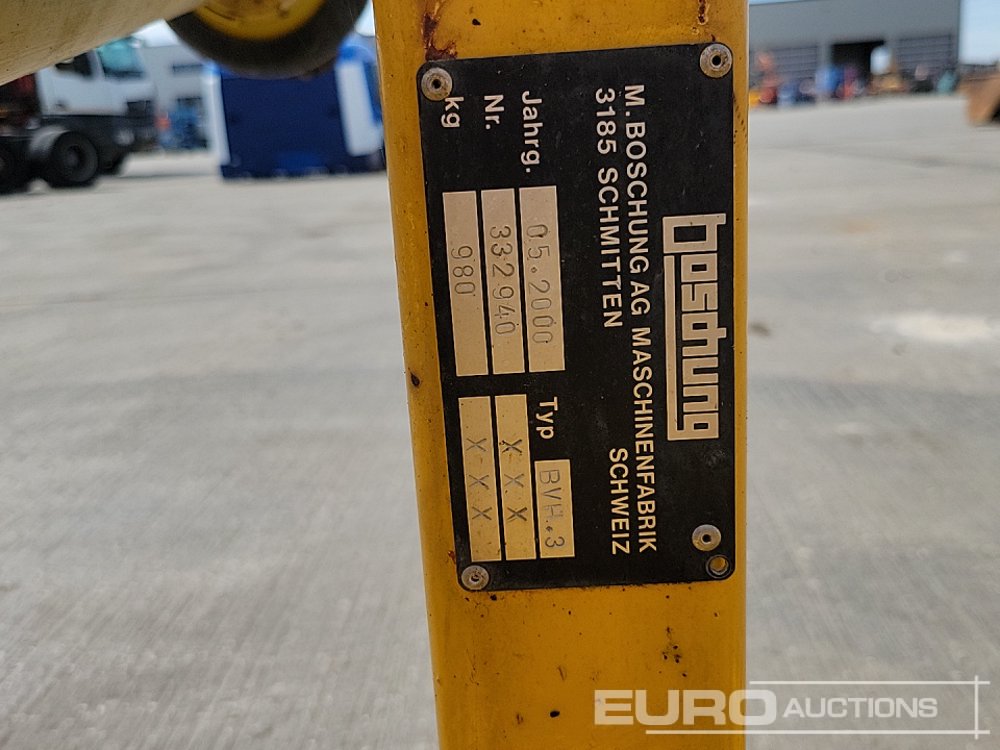 boschung
M. BOSCHUNG AG MASCHINENFABRIK
3185 SCHMITTEN SCHWEIZ
Jahrg. 05.2000 Typ BVH.3
Nr. 332940 XXX
kg 980 XXX
EURO AUCTIONS